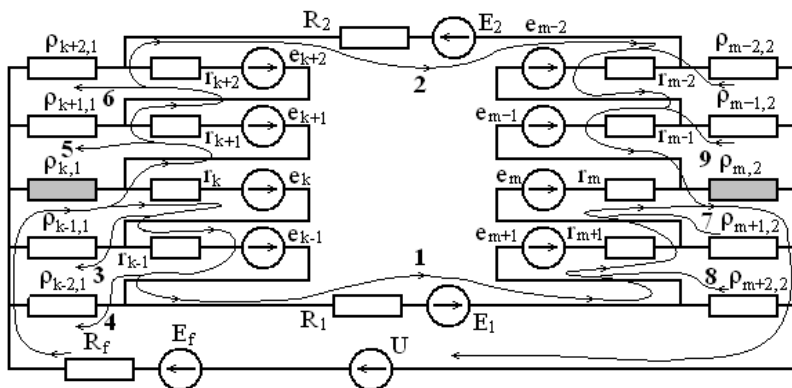 R2 E2 em-2
ρk+2,1 ek+2 ρm-2,2
rk+2 2 rm-2
6
ρk+1,1 ek+1 em-1 ρm-1,2
rk+1 rm-1
5 9
ρk,1 rk ek em rm ρm,2
7
ρk-1,1 ek-1 em+1 rm+1 ρm+1,2
3 rk-1 1
ρk-2,1 8 ρm+2,2
4 R1 E1
Rf Ef U